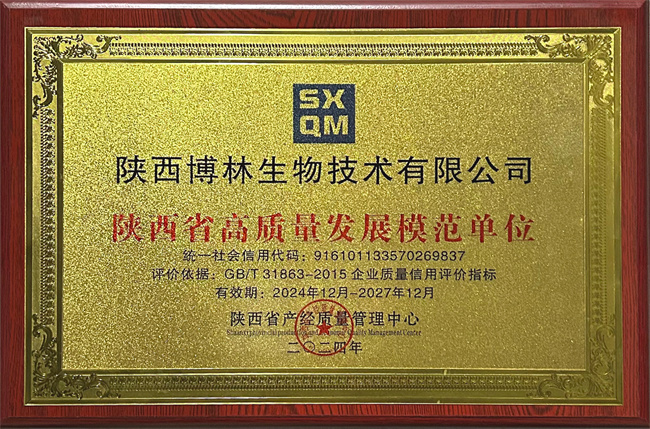 SX
QM
陕西博林生物技术有限公司
陕西省高质量发展模范单位
统一社会信用代码：916101133570269837
评价依据：GB/T 31863-2015 企业质量信用评价指标
有效期：2024年12月-2027年12月
陕西省产经质量管理中心
Quality Management Center
二〇二四年